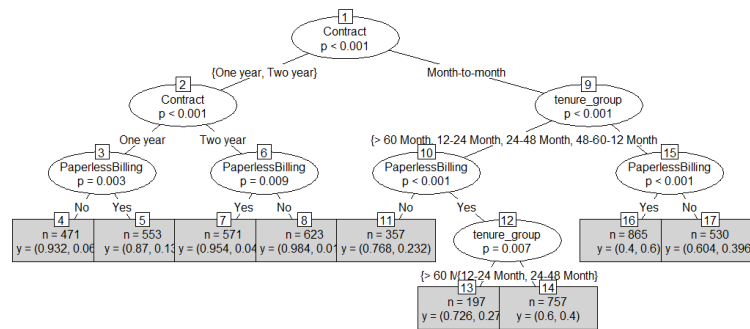 1
Contract
p < 0.001
{One year, Two year}
Month-to-month
2
Contract
p < 0.001
9
tenure_group
p < 0.001
One year
Two year
{> 60 Month, 12-24 Month, 24-48 Month, 48-60-12 Month
3
PaperlessBilling
p = 0.003
6
PaperlessBilling
p = 0.009
10
PaperlessBilling
p < 0.001
15
PaperlessBilling
p < 0.001
No
Yes
Yes
No
No
Yes
Yes
No
4
n = 471
y = (0.932, 0.06
5
n = 553
y = (0.87, 0.13
7
n = 571
y = (0.954, 0.04
8
n = 623
y = (0.984, 0.01
11
n = 357
y = (0.768, 0.232)
12
tenure_group
p = 0.007
16
n = 865
y = (0.4, 0.6)
17
n = 530
y = (0.604, 0.396
{> 60 M
{12-24 Month, 24-48 Month}
13
n = 197
y = (0.726, 0.27
14
n = 757
y = (0.6, 0.4)